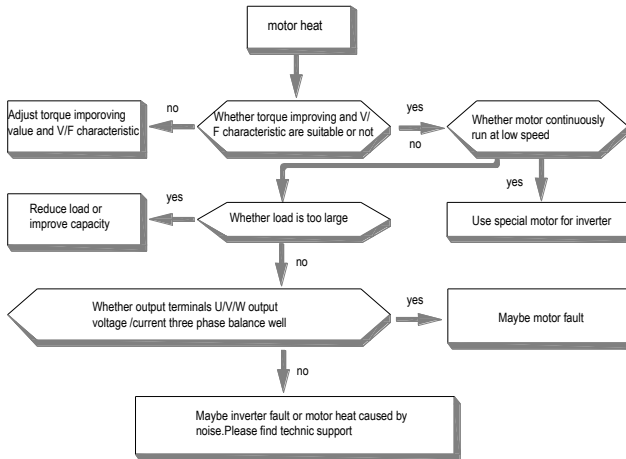 motor heat
Adjust torque imporoving
value and V/F characteristic
no
Whether torque improving and V/
F characteristic are suitable or not
yes
no
Whether motor continuously
run at low speed
yes
Use special motor for inverter
Reduce load or
improve capacity
yes
Whether load is too large
no
Whether output terminals U/V/W output
voltage /current three phase balance well
yes
Maybe motor fault
no
Maybe inverter fault or motor heat caused by
noise.Please find technic support